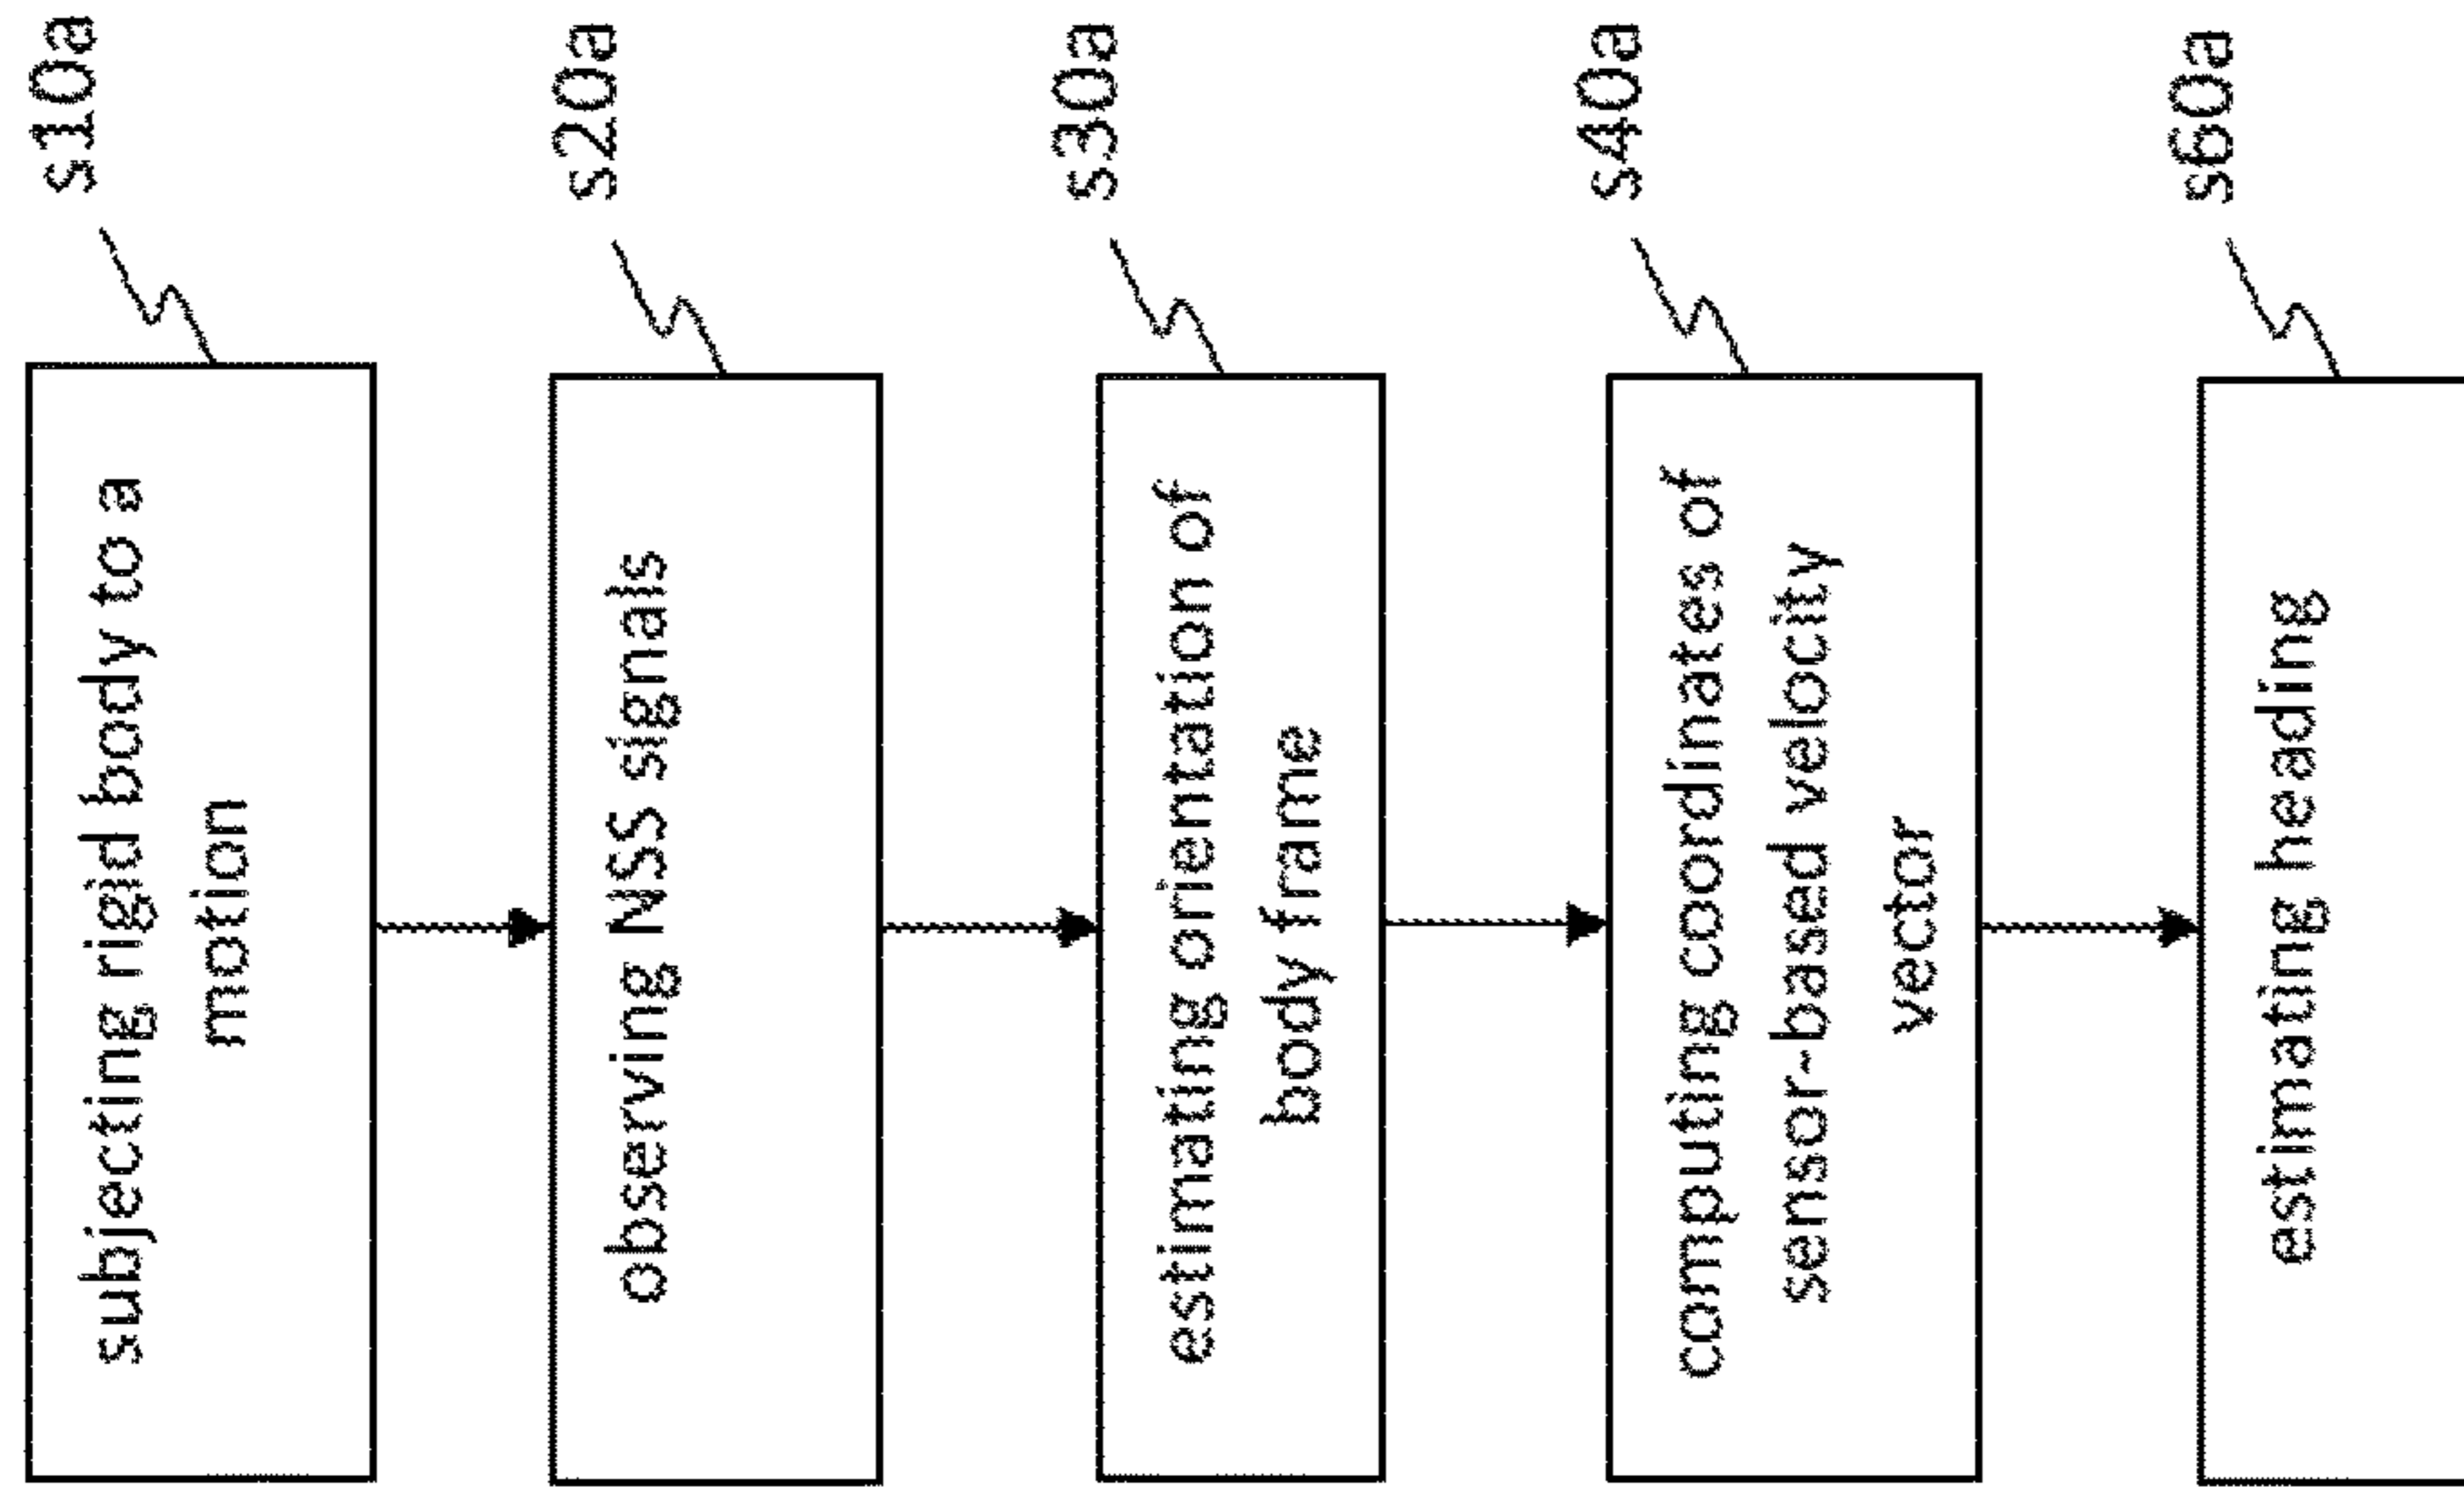 s10a
subjecting rigid body to a
motion
s20a
observing NSS signals
s30a
estimating orientation of
body frame
s40a
computing coordinates of
sensor-based velocity
vector
s60a
estimating heading